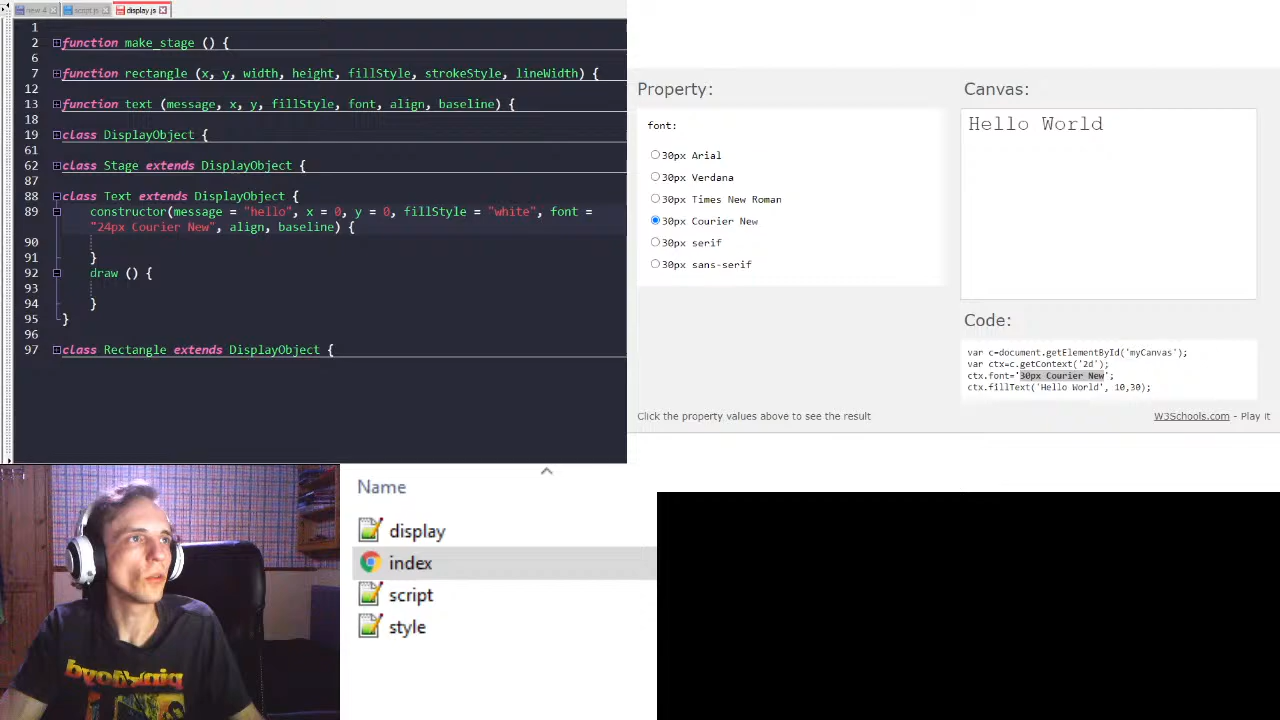 new 4 script.js display.js
1
2 function make_stage () {
6
7 function rectangle (x, y, width, height, fillStyle, strokeStyle, lineWidth) {
12
13 function text (message, x, y, fillStyle, font, align, baseline) {
18
19 class DisplayObject {
61
62 class Stage extends DisplayObject {
87
88 class Text extends DisplayObject {
89 constructor(message = "hello", x = 0, y = 0, fillStyle = "white", font =
"24px Courier New", align, baseline) {
90
91 }
92 draw () {
93
94 }
95 }
96
97 class Rectangle extends DisplayObject {
Property:
font:
30px Arial
30px Verdana
30px Times New Roman
30px Courier New
30px serif
30px sans-serif
Canvas:
Hello World
Code:
var c=document.getElementById('myCanvas');
var ctx=c.getContext('2d');
ctx.font='30px Courier New';
ctx.fillText('Hello World', 10,30);
Click the property values above to see the result
W3Schools.com - Play it
Name
display
index
script
style